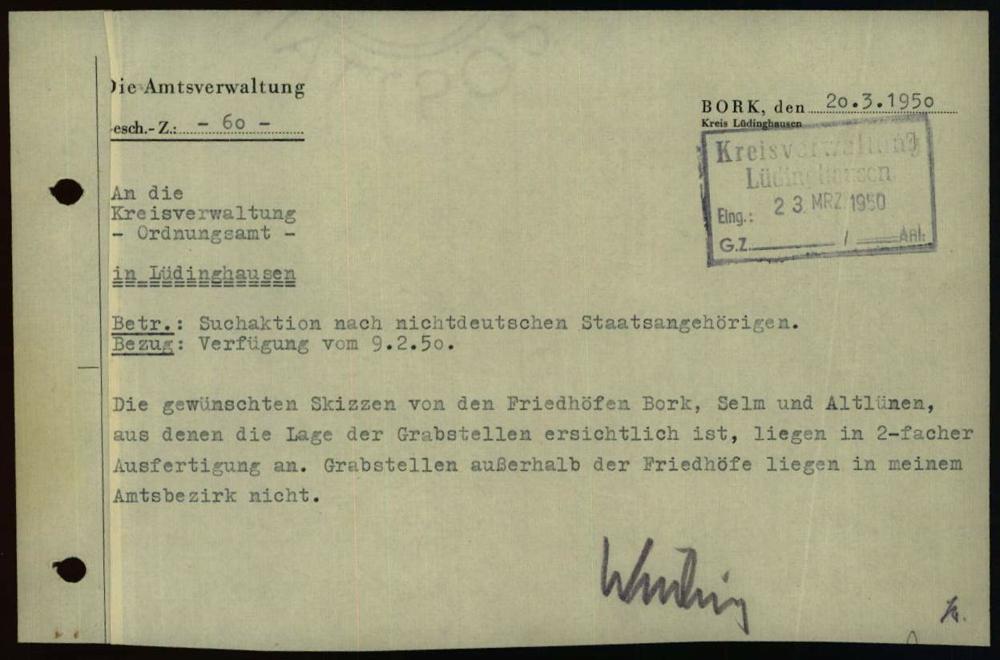 Die Amtsverwaltung
Gesch.-Z.: - 60 -
BORK, den 20.3.1950
Kreis Lüdinghausen
Kreisverwaltung
Lüdinghausen
Eing.: 23. MRZ 1950
G.Z. / Anl.
An die
Kreisverwaltung
- Ordnungsamt -
in Lüdinghausen
Betr.: Suchaktion nach nichtdeutschen Staatsangehörigen.
Bezug: Verfügung vom 9.2.50.
Die gewünschten Skizzen von den Friedhöfen Bork, Selm und Altlünen,
aus denen die Lage der Grabstellen ersichtlich ist, liegen in 2-facher
Ausfertigung an. Grabstellen außerhalb der Friedhöfe liegen in meinem
Amtsbezirk nicht.